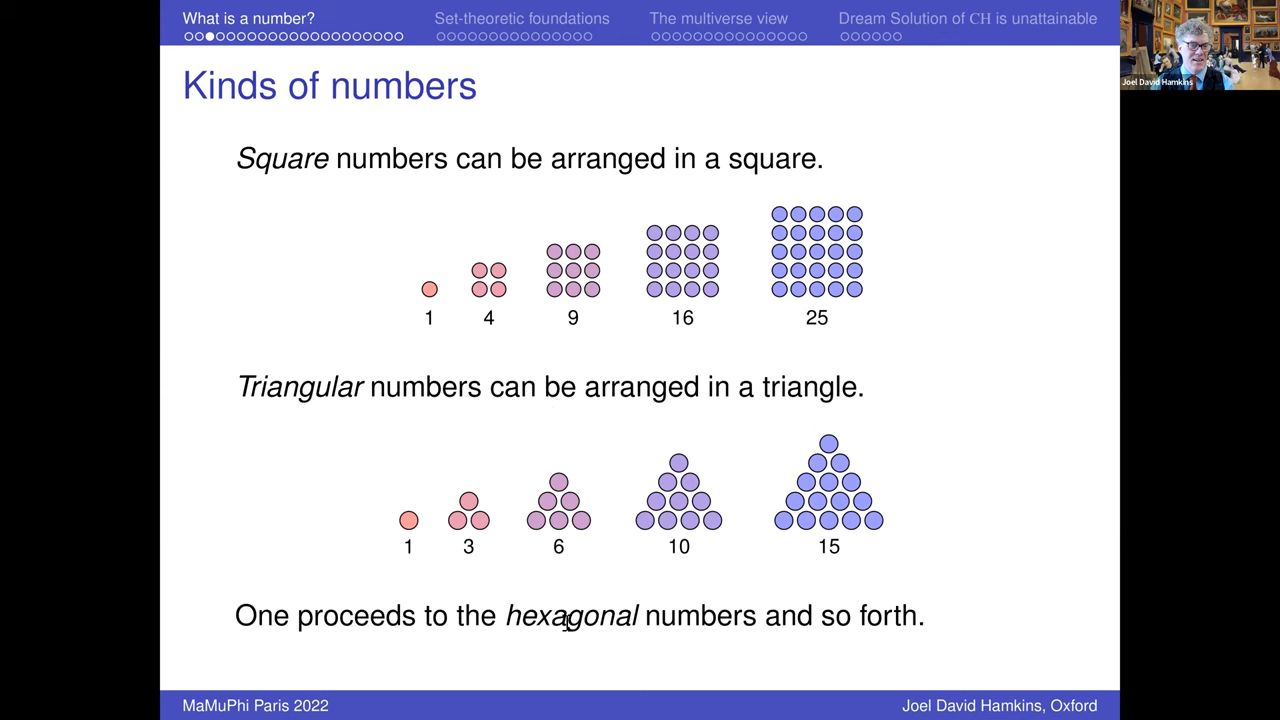 What is a number? Set-theoretic foundations The multiverse view Dream Solution of CH is unattainable
Joel David Hamkins
Kinds of numbers
Square numbers can be arranged in a square.
1 4 9 16 25
Triangular numbers can be arranged in a triangle.
1 3 6 10 15
One proceeds to the hexagonal numbers and so forth.
MaMuPhi Paris 2022 Joel David Hamkins, Oxford